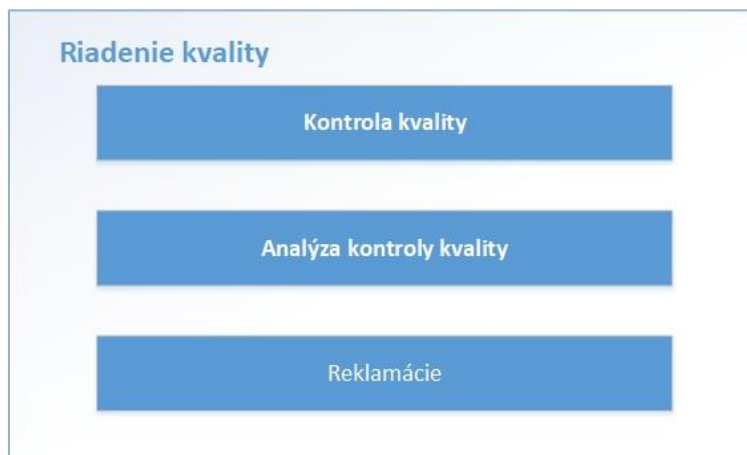 Riadenie kvality
Kontrola kvality
Analýza kontroly kvality
Reklamácie